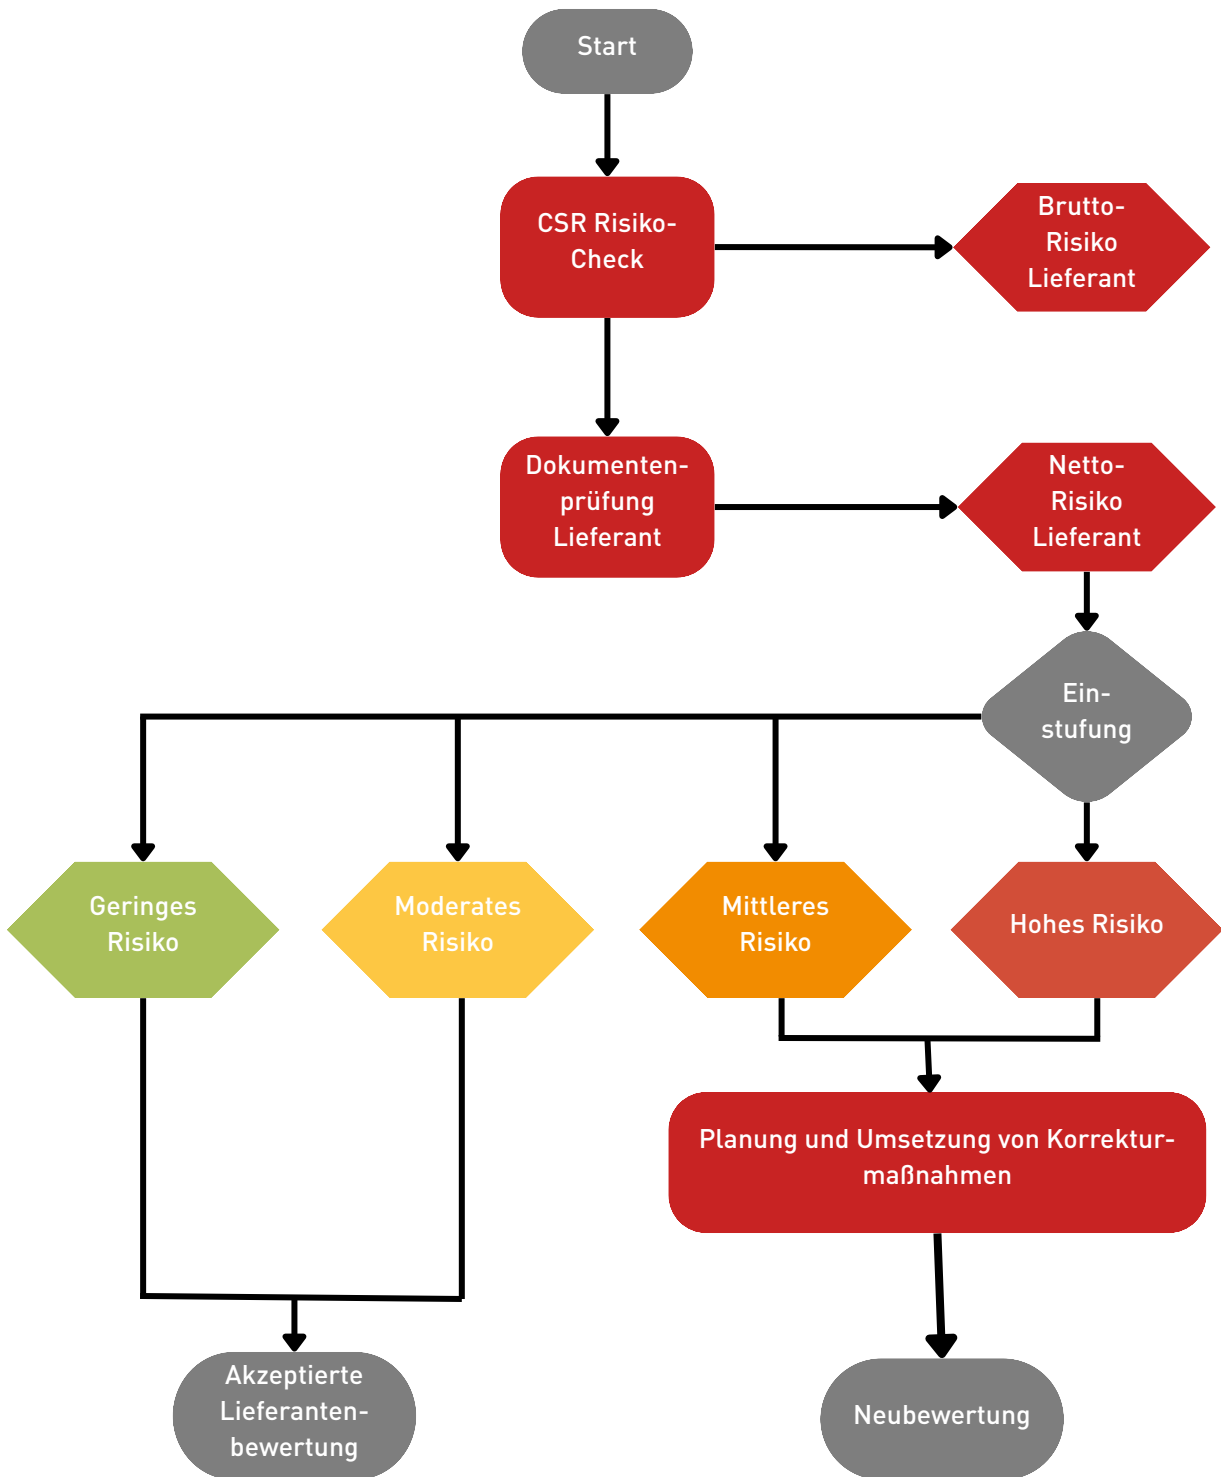 Start
CSR Risiko-
Check
Brutto-
Risiko
Lieferant
Dokumenten-
prüfung
Lieferant
Netto-
Risiko
Lieferant
Ein-
stufung
Geringes
Risiko
Moderates
Risiko
Mittleres
Risiko
Hohes Risiko
Planung und Umsetzung von Korrektur-
maßnahmen
Akzeptierte
Lieferanten-
bewertung
Neubewertung